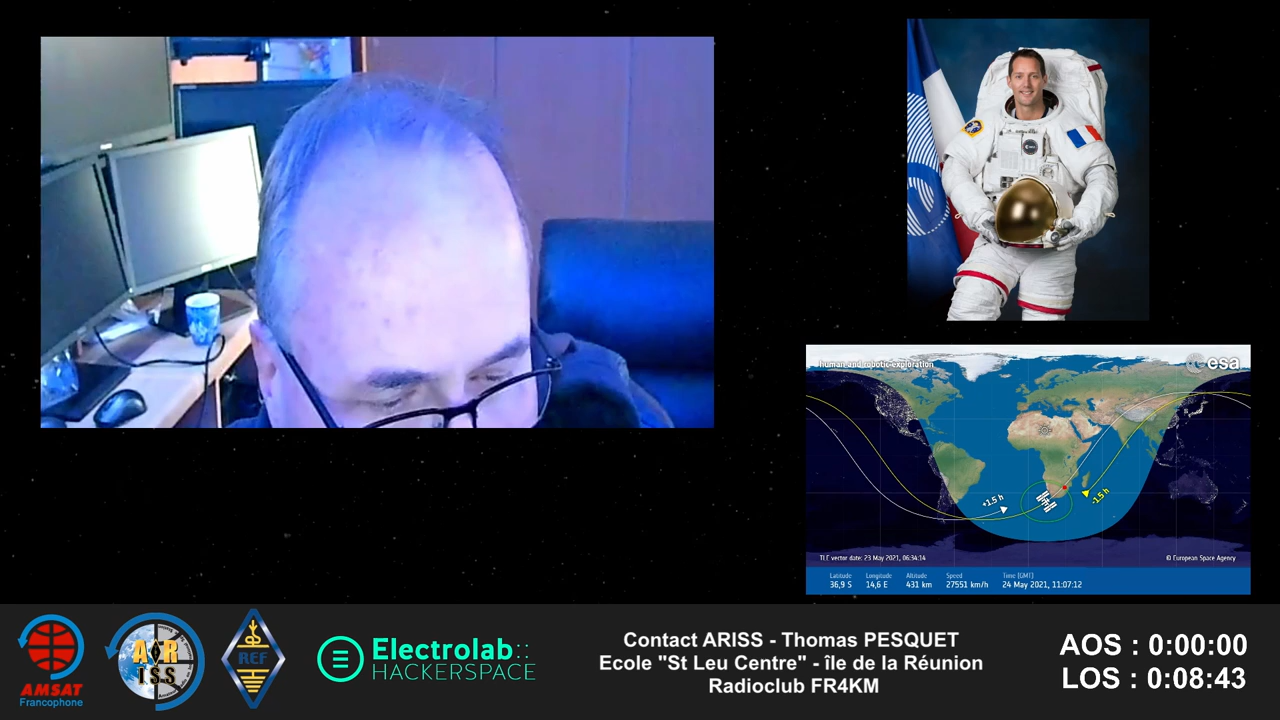 human and robotic exploration
esa
+1.5 h
-1.5 h
TLE vector date: 23 May 2021, 06:34:14
© European Space Agency
Latitude
Longitude
Altitude
Speed
Time (GMT)
36,9 S
14,6 E
431 km
27551 km/h
24 May 2021, 11:07:12
AMSAT
Francophone
AR
ISS
REF
Electrolab::
HACKERSPACE
Contact ARISS - Thomas PESQUET
Ecole "St Leu Centre" - île de la Réunion
Radioclub FR4KM
AOS : 0:00:00
LOS : 0:08:43